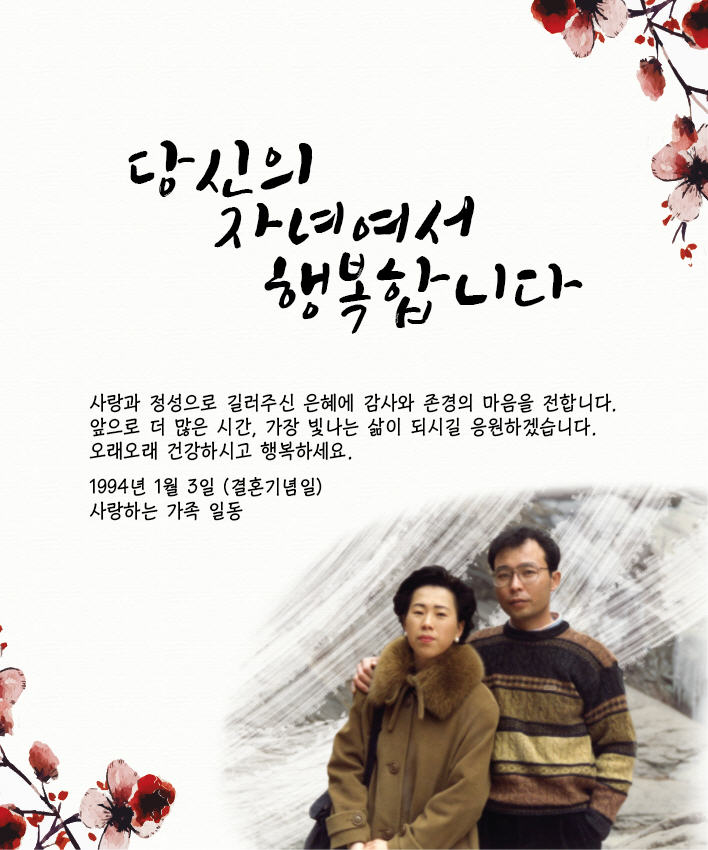 당신의
자녀여서
행복합니다
사랑과 정성으로 길러주신 은혜에 감사와 존경의 마음을 전합니다.
앞으로 더 많은 시간, 가장 빛나는 삶이 되시길 응원하겠습니다.
오래오래 건강하시고 행복하세요.
1994년 1월 3일 (결혼기념일)
사랑하는 가족 일동